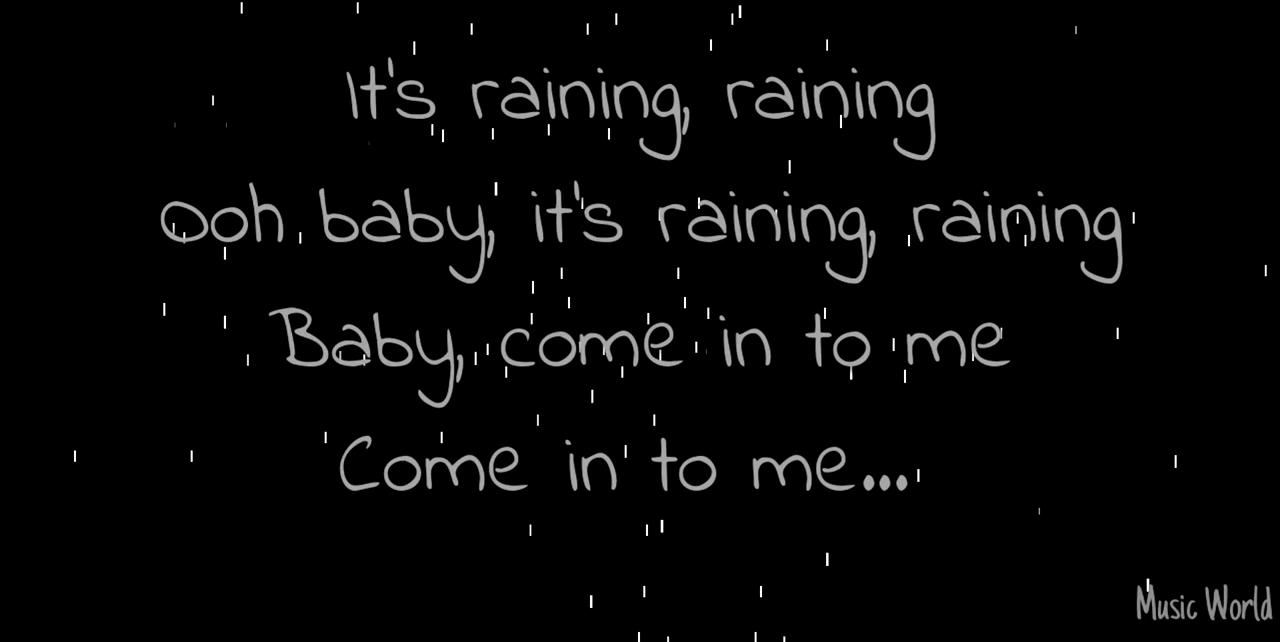 It's raining, raining
Ooh baby, it's raining, raining
Baby, come in to me
Come in to me...
Music World